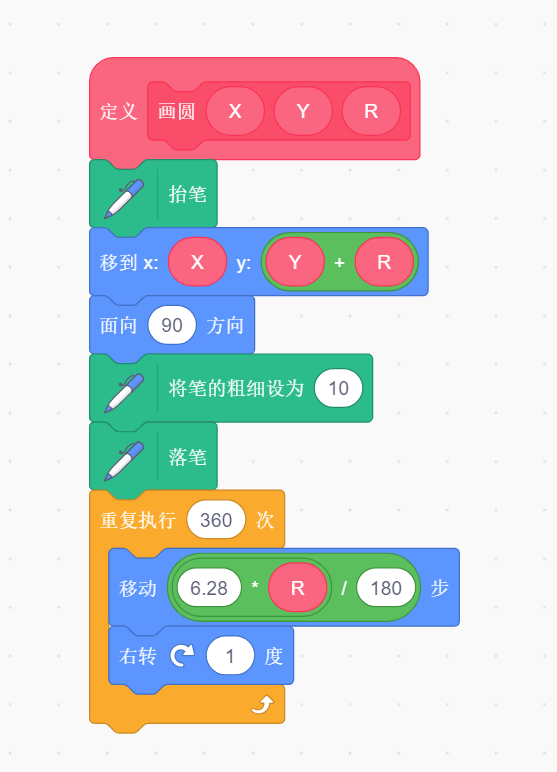 定义 画圆 X Y R
抬笔
移到 x: X y: Y + R
面向 90 方向
将笔的粗细设为 10
落笔
重复执行 360 次
移动 6.28 * R / 180 步
右转 1 度